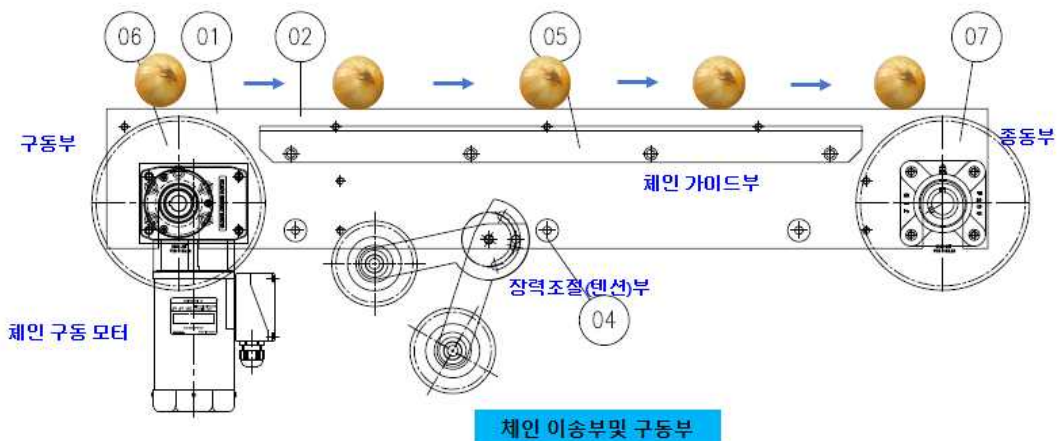 06
01
02
05
07
구동부
종동부
체인 가이드부
장력조절(텐션)부
04
체인 구동 모터
체인 이송부및 구동부